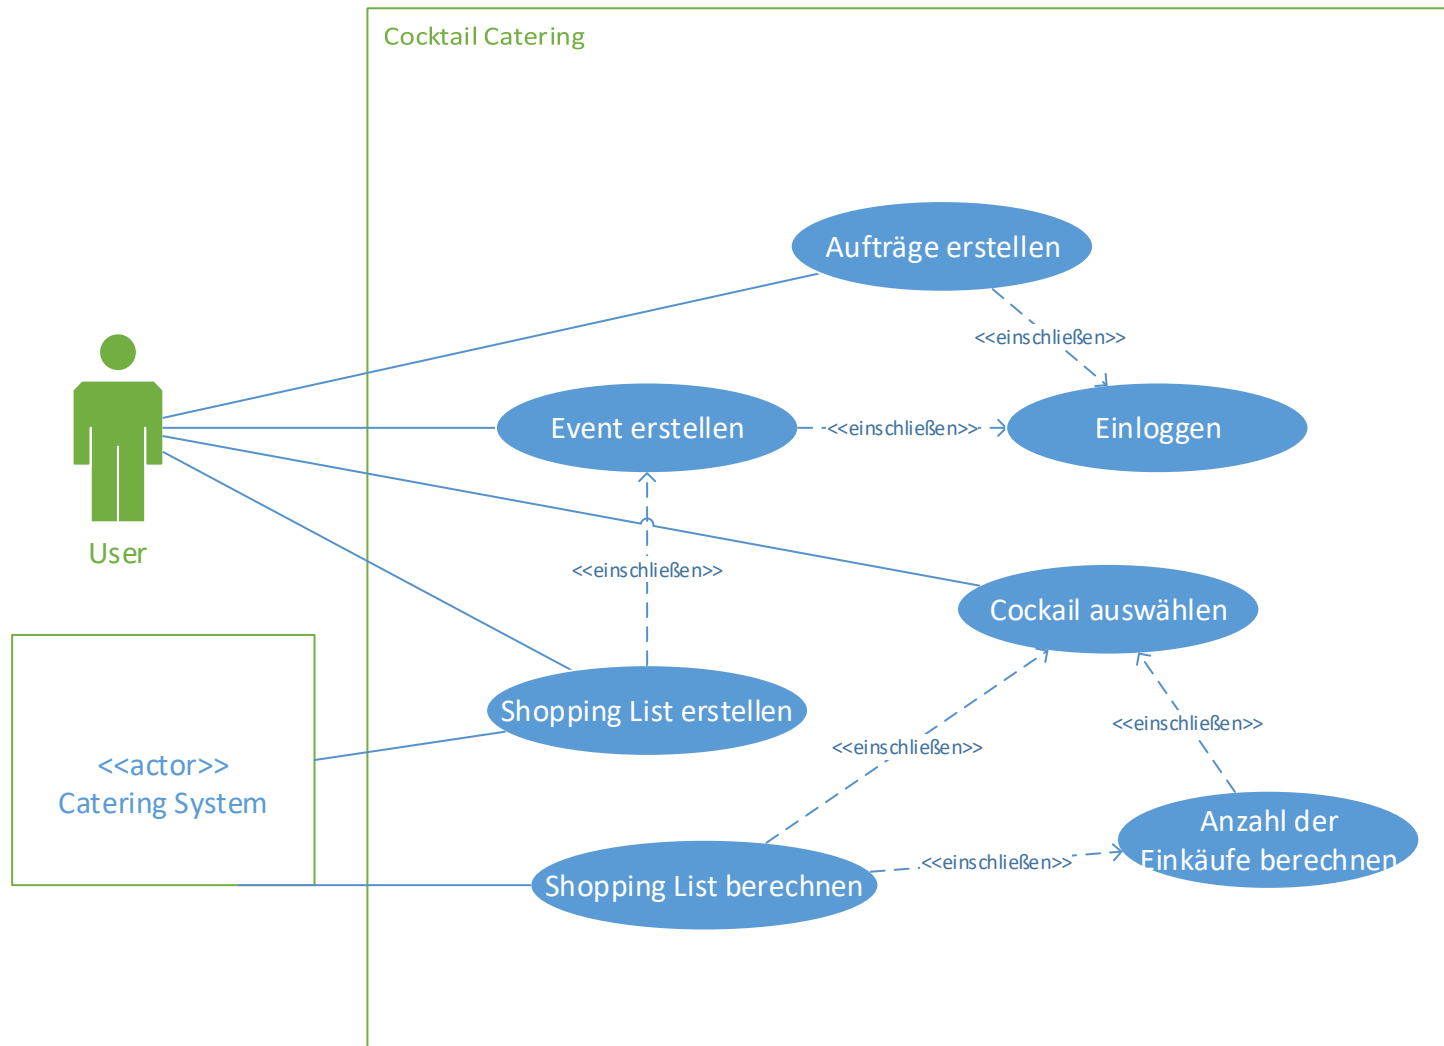 Cocktail Catering
Aufträge erstellen
<<einschließen>>
Event erstellen
<<einschließen>>
Einloggen
User
<<einschließen>>
Cockail auswählen
Shopping List erstellen
<<einschließen>>
<<einschließen>>
<<actor>>
Catering System
Anzahl der
Einkäufe berechnen
<<einschließen>>
Shopping List berechnen